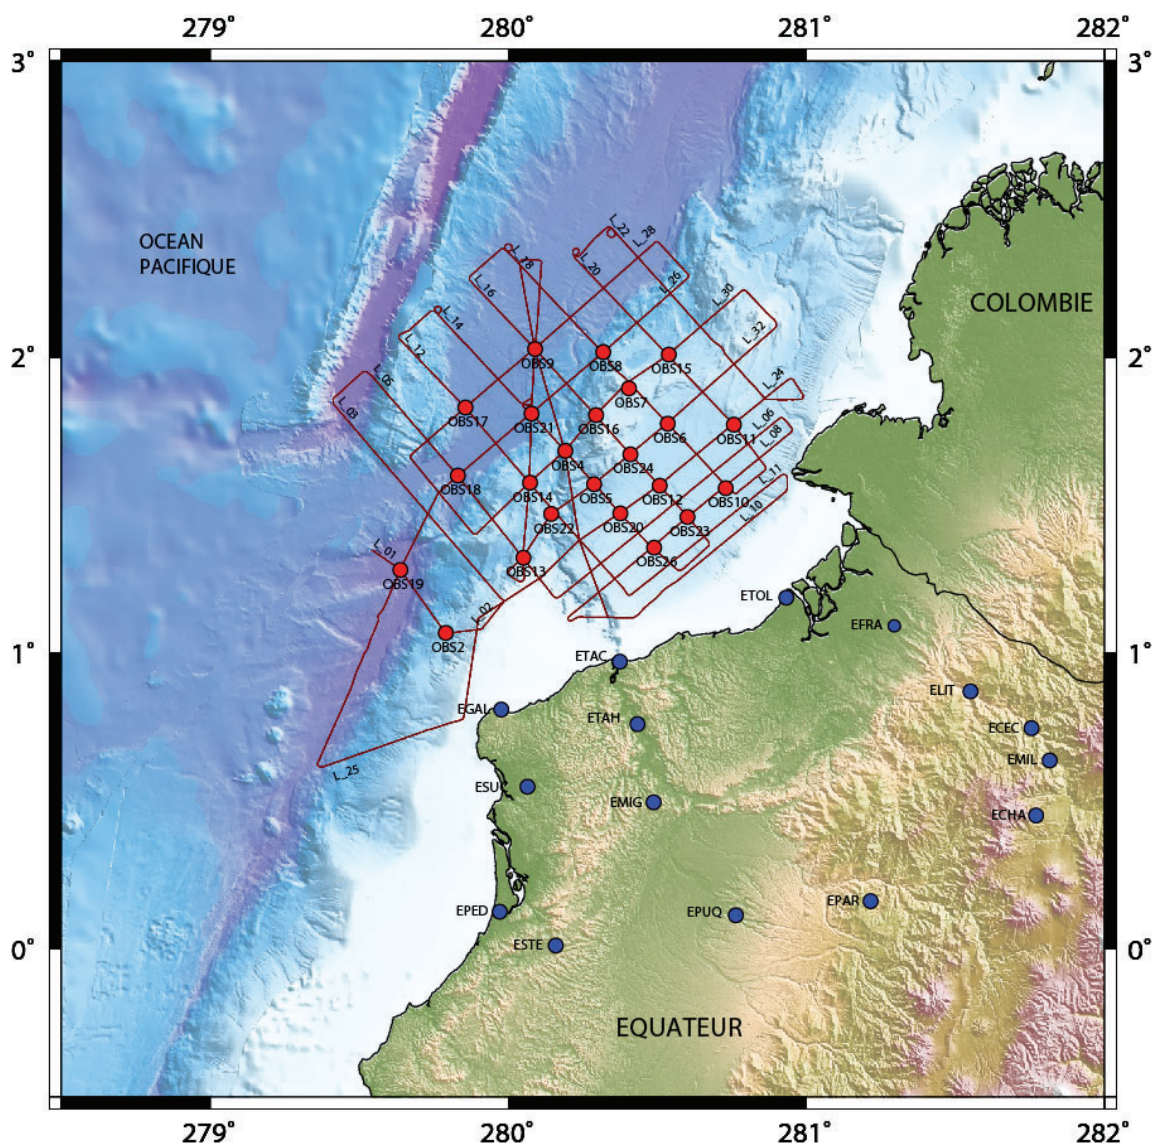 279°
280°
281°
282°
3°
3°
OCEAN
PACIFIQUE
COLOMBIE
L_22
L_28
L_18
L_20
L_26
L_16
L_30
L_14
L_32
L_12
OBS9
OBS8
OBS15
2°
2°
L_05
L_24
L_03
OBS7
OBS17
OBS21
OBS16
OBS6
OBS11
L_06
L_08
OBS4
OBS24
L_11
OBS18
OBS14
OBS5
OBS12
OBS10
L_10
OBS22
OBS20
OBS23
L_01
OBS13
OBS26
OBS19
L_02
ETOL
EFRA
OBS2
ETAC
1°
1°
ELIT
EGAL
ETAH
ECEC
L_25
EMIL
ESUC
EMIG
ECHA
EPED
EPUQ
EPAR
ESTE
0°
0°
EQUATEUR
279°
280°
281°
282°